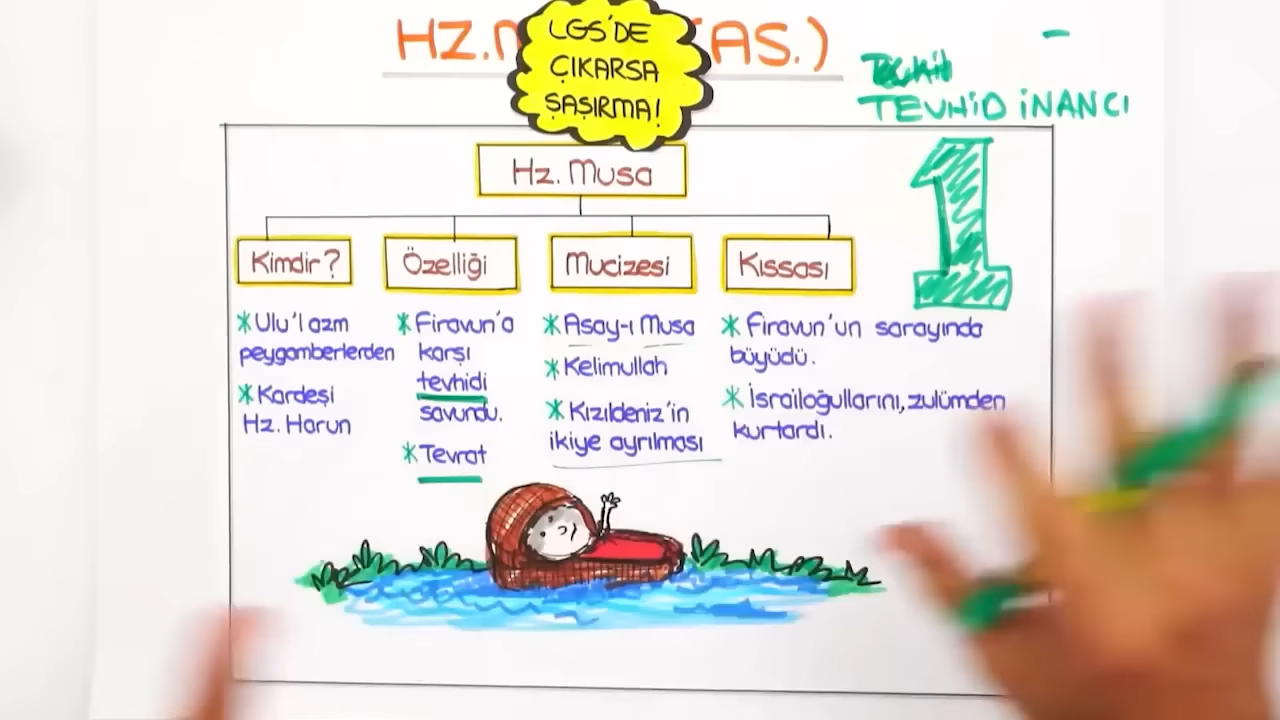 HZ.M AS.)
LGS'DE
ÇIKARSA
ŞAŞIRMA!
TEVHİD İNANCI
1
Hz. Musa
Kimdir?
* Ulu'l azm
peygamberlerden
* Kardeşi
Hz. Harun
Özelliği
* Firavun'a
karşı
tevhidi
savundu.
* Tevrat
Mucizesi
* Asay-ı Musa
* Kelimullah
* Kızıldeniz'in
ikiye ayrılması
Kıssası
* Firavun'un sarayında
büyüdü.
* İsrailoğullarını, zulümden
kurtardı.